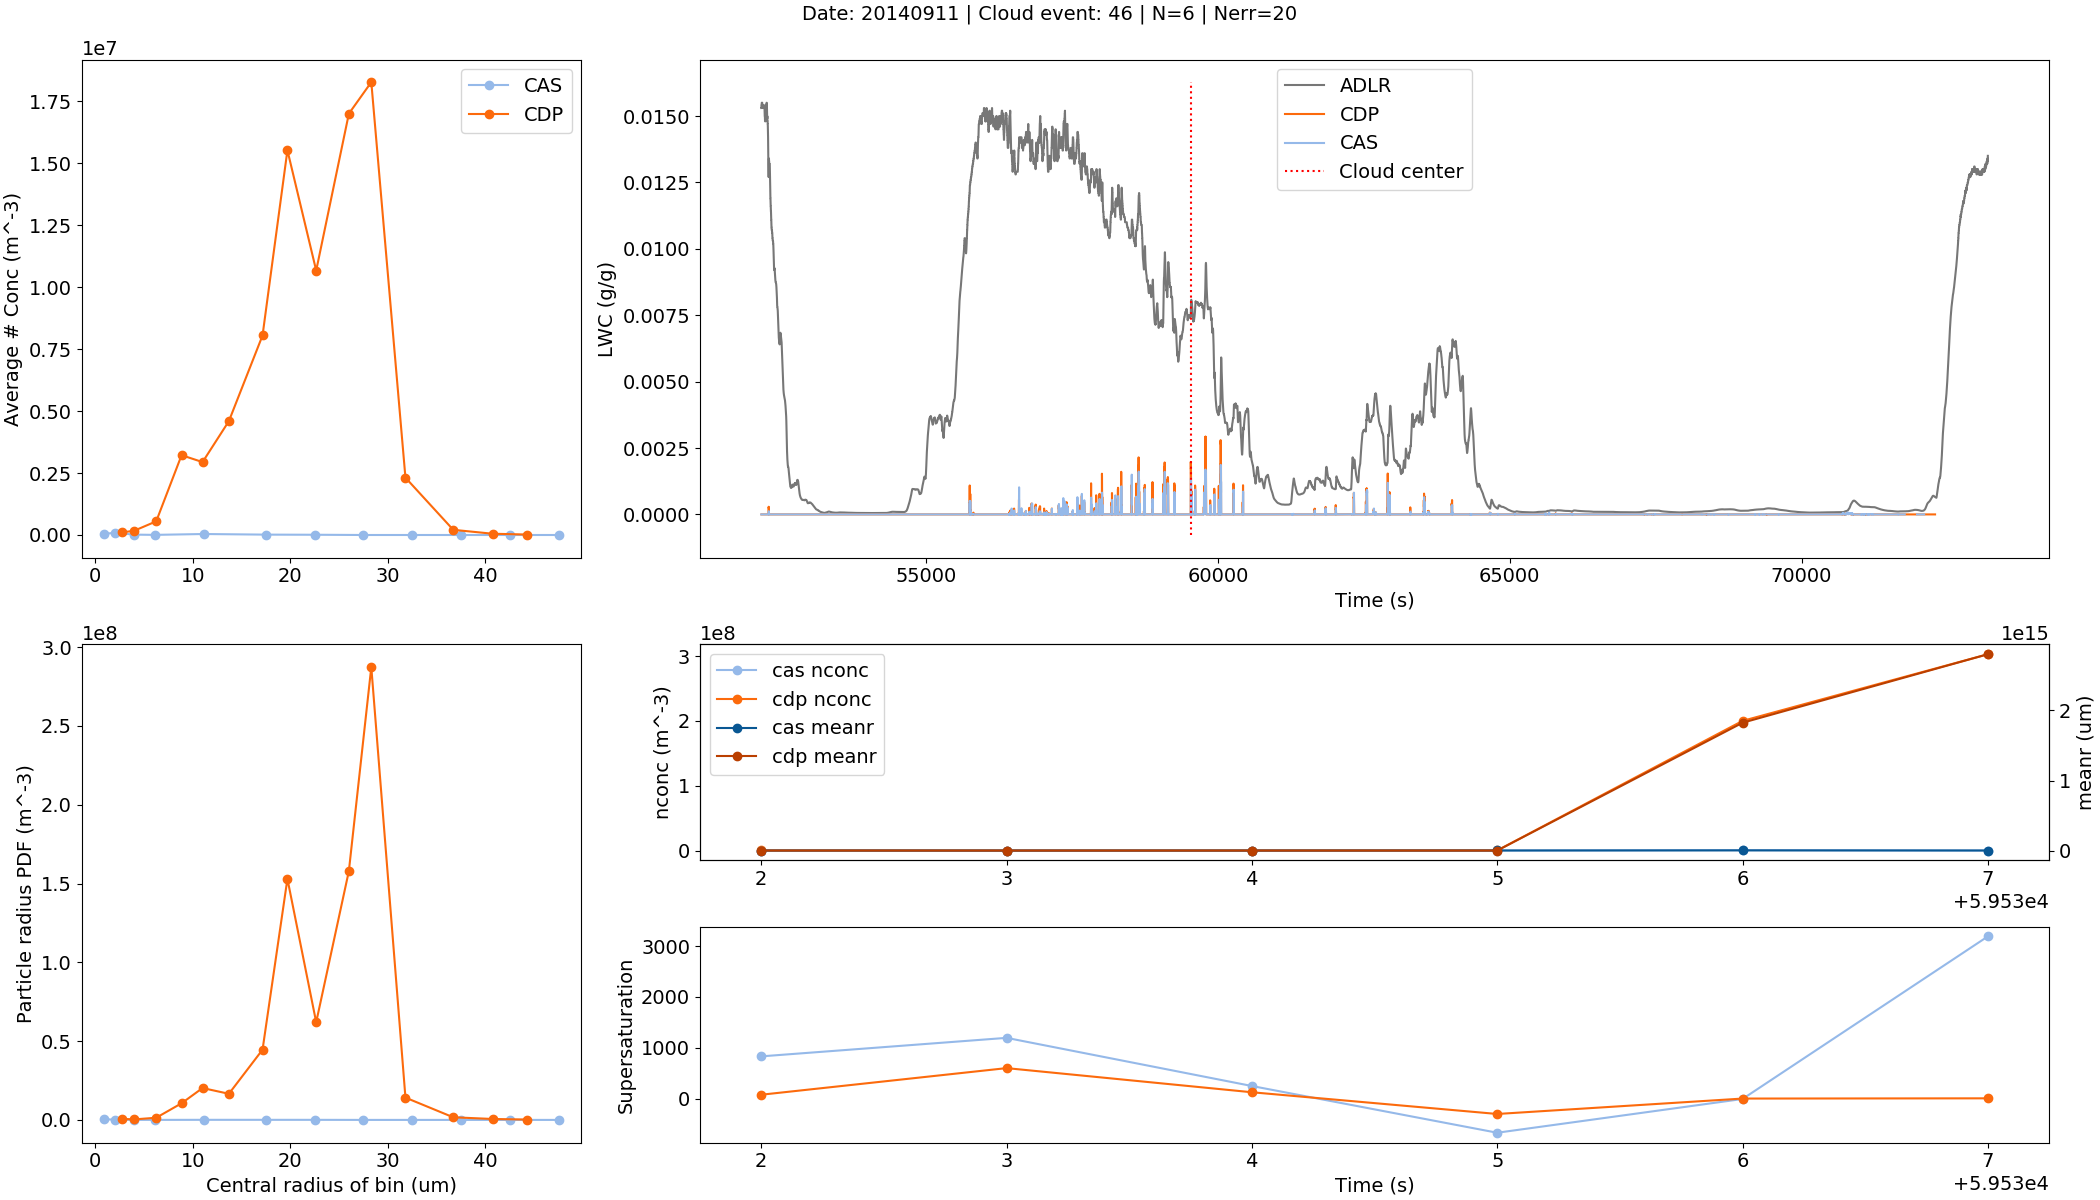 Date: 20140911 | Cloud event: 46 | N=6 | Nerr=20
1e7
Average # Conc (m^-3)
1.75
1.50
1.25
1.00
0.75
0.50
0.25
0.00
0 10 20 30 40
CAS
CDP
LWC (g/g)
0.0150
0.0125
0.0100
0.0075
0.0050
0.0025
0.0000
55000 60000 65000 70000
Time (s)
ADLR
CDP
CAS
Cloud center
1e8
Particle radius PDF (m^-3)
3.0
2.5
2.0
1.5
1.0
0.5
0.0
0 10 20 30 40
Central radius of bin (um)
1e8
1e15
nconc (m^-3)
3
2
1
0
cas nconc
cdp nconc
cas meanr
cdp meanr
2
1
0
meanr (um)
2 3 4 5 6 7
+5.953e4
Supersaturation
3000
2000
1000
0
2 3 4 5 6 7
Time (s)
+5.953e4